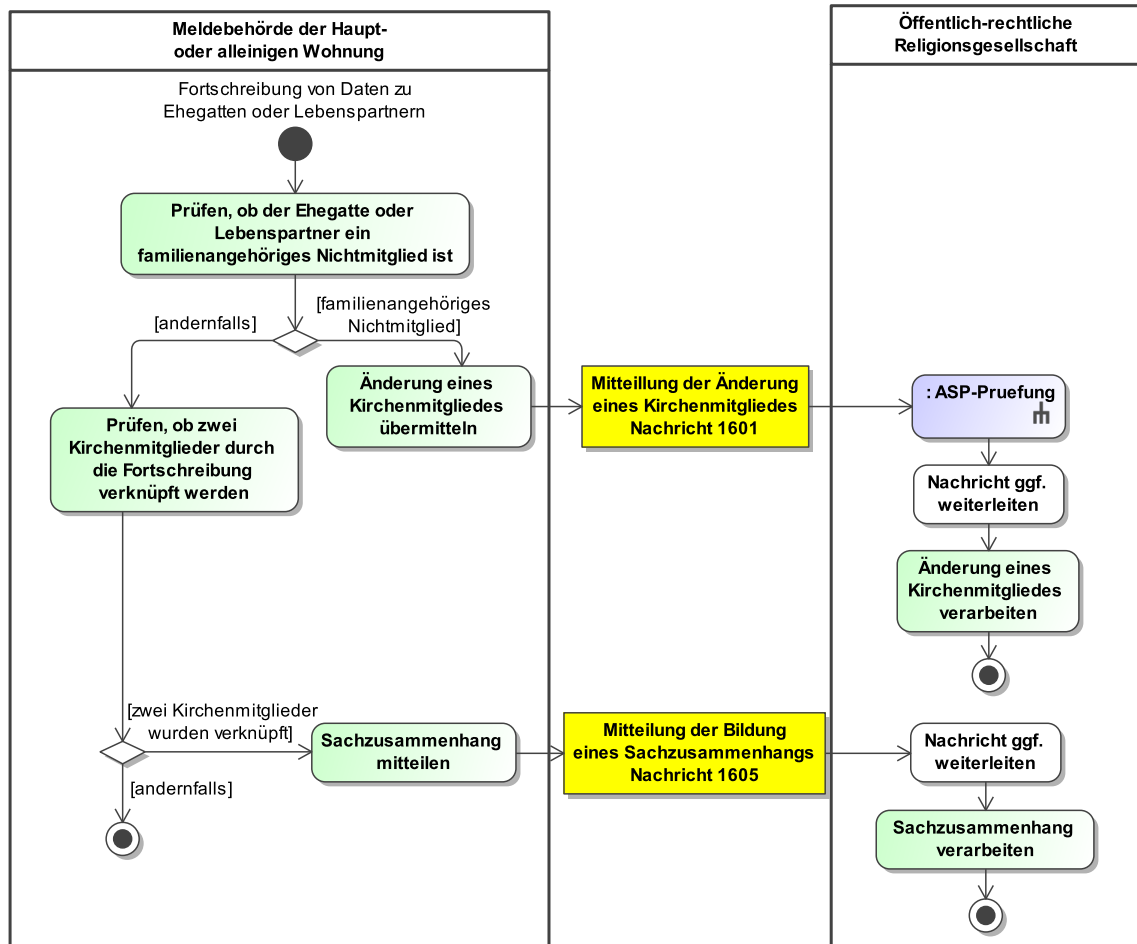 Meldebehörde der Haupt-
oder alleinigen Wohnung
Öffentlich-rechtliche
Religionsgesellschaft
Fortschreibung von Daten zu
Ehegatten oder Lebenspartnern
Prüfen, ob der Ehegatte oder
Lebenspartner ein
familienangehöriges Nichtmitglied ist
[andernfalls]
[familienangehöriges
Nichtmitglied]
Änderung eines
Kirchenmitgliedes
übermitteln
Mitteillung der Änderung
eines Kirchenmitgliedes
Nachricht 1601
: ASP-Pruefung
Prüfen, ob zwei
Kirchenmitglieder durch
die Fortschreibung
verknüpft werden
Nachricht ggf.
weiterleiten
Änderung eines
Kirchenmitgliedes
verarbeiten
[zwei Kirchenmitglieder
wurden verknüpft]
Sachzusammenhang
mitteilen
Mitteilung der Bildung
eines Sachzusammenhangs
Nachricht 1605
Nachricht ggf.
weiterleiten
[andernfalls]
Sachzusammenhang
verarbeiten